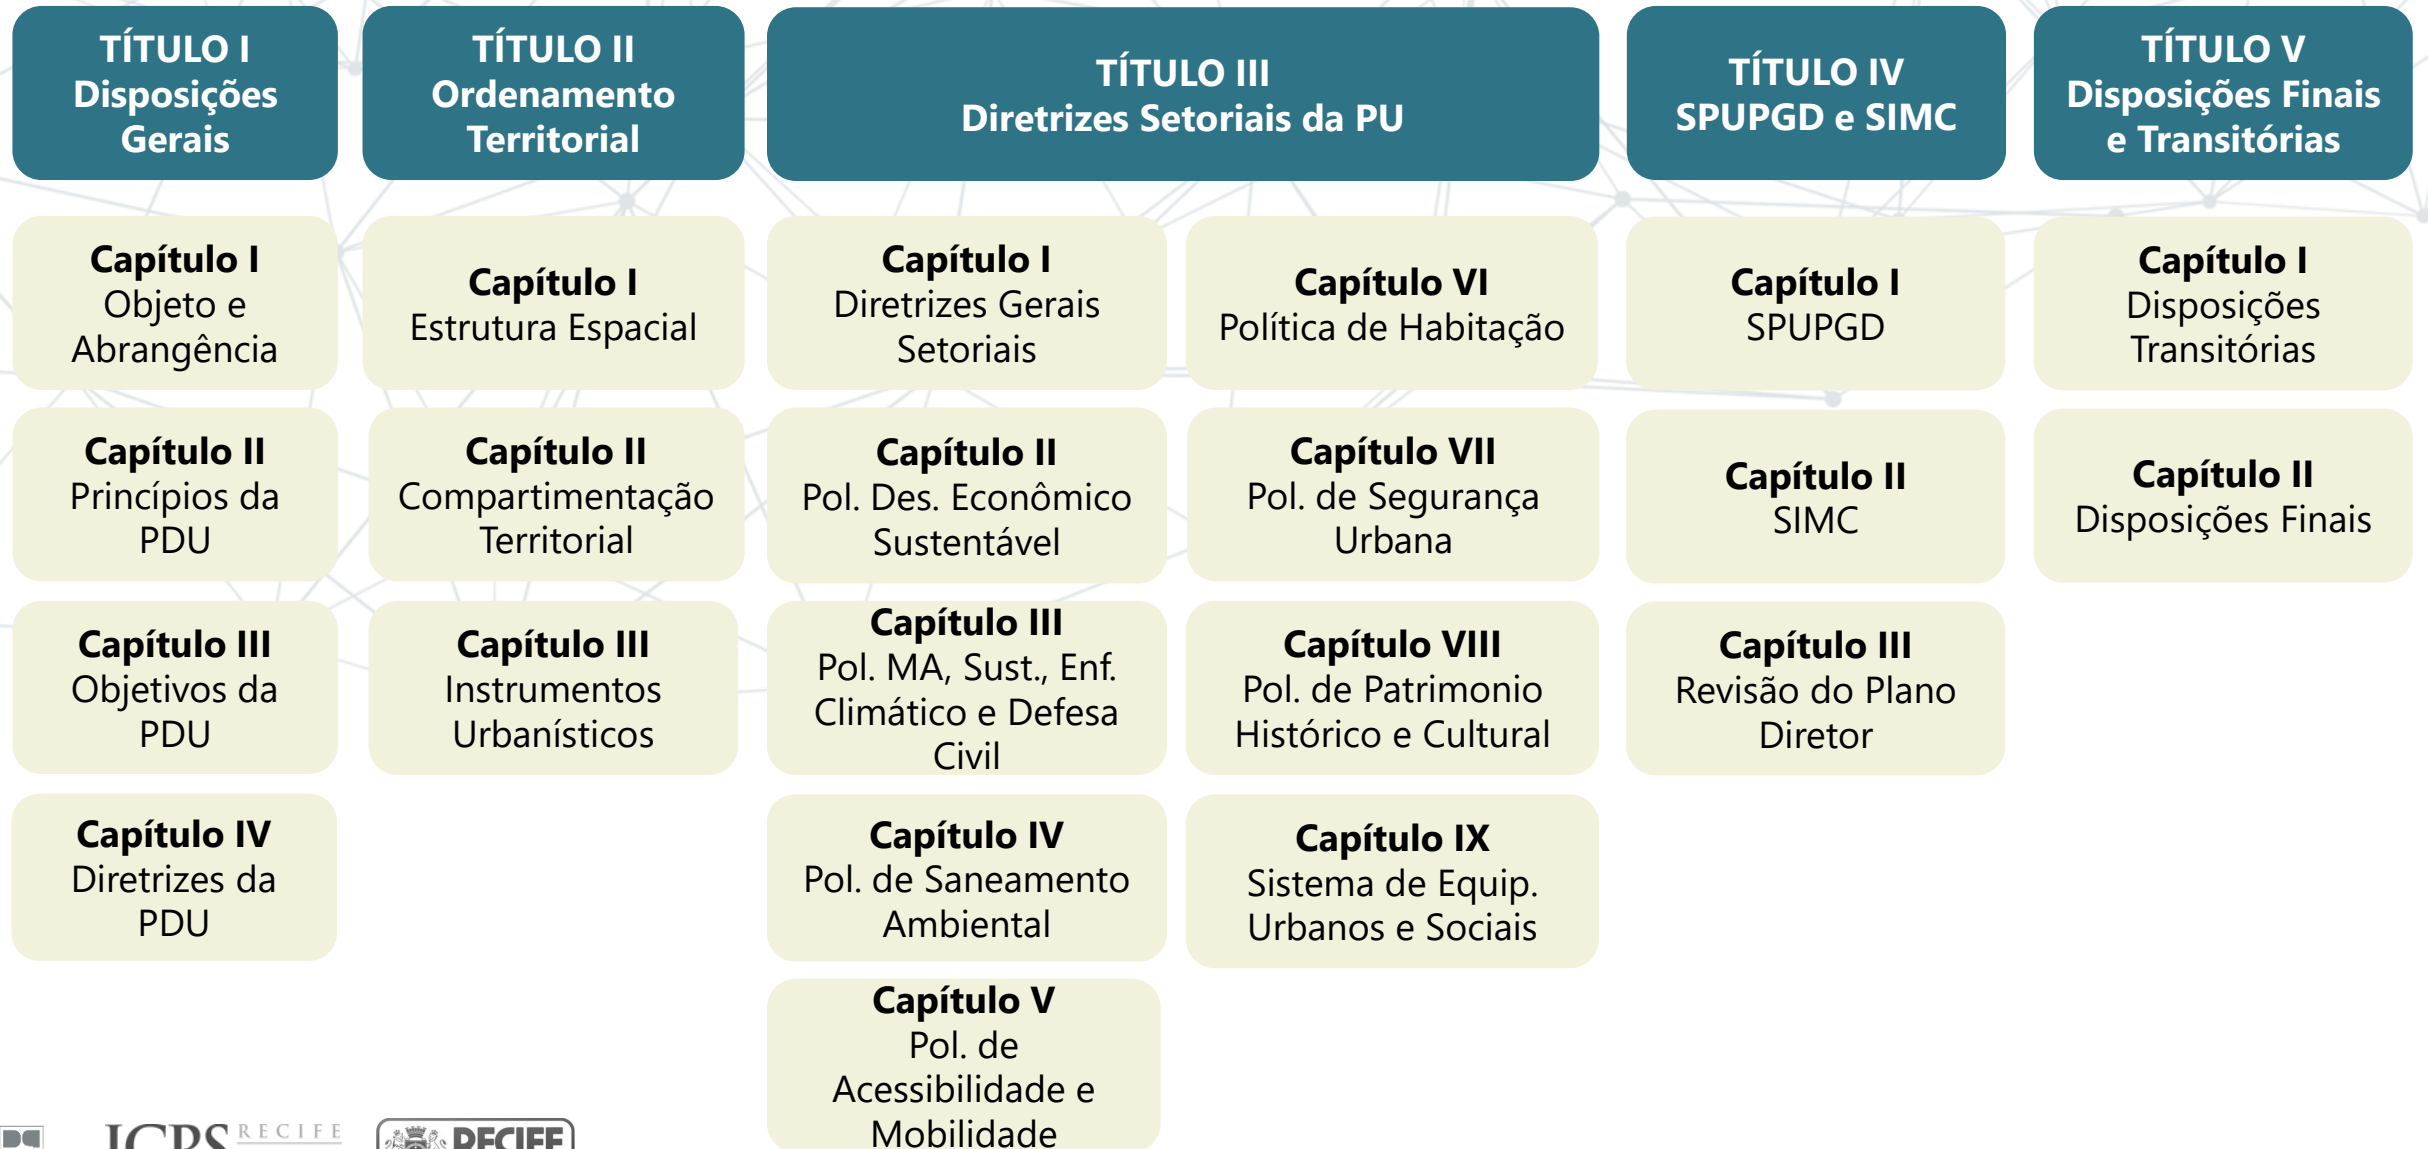 TÍTULO I
Disposições
Gerais
Capítulo I
Objeto e
Abrangência
Capítulo II
Princípios da
PDU
Capítulo III
Objetivos da
PDU
Capítulo IV
Diretrizes da
PDU
TÍTULO II
Ordenamento
Territorial
Capítulo I
Estrutura Espacial
Capítulo II
Compartimentação
Territorial
Capítulo III
Instrumentos
Urbanísticos
TÍTULO III
Diretrizes Setoriais da PU
Capítulo I
Diretrizes Gerais
Setoriais
Capítulo II
Pol. Des. Econômico
Sustentável
Capítulo III
Pol. MA, Sust., Enf.
Climático e Defesa
Civil
Capítulo IV
Pol. de Saneamento
Ambiental
Capítulo V
Pol. de
Acessibilidade e
Mobilidade
Capítulo VI
Política de Habitação
Capítulo VII
Pol. de Segurança
Urbana
Capítulo VIII
Pol. de Patrimonio
Histórico e Cultural
Capítulo IX
Sistema de Equip.
Urbanos e Sociais
TÍTULO IV
SPUPGD e SIMC
Capítulo I
SPUPGD
Capítulo II
SIMC
Capítulo III
Revisão do Plano
Diretor
TÍTULO V
Disposições Finais
e Transitórias
Capítulo I
Disposições
Transitórias
Capítulo II
Disposições Finais
ICPS RECIFE
RECIFE